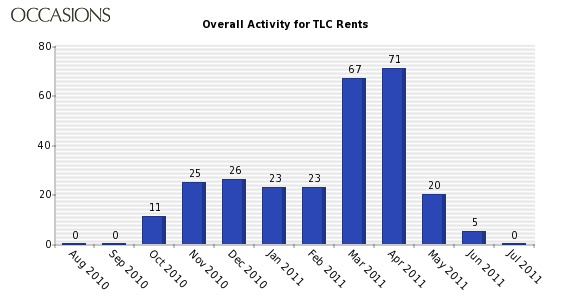 OCCASIONS
Overall Activity for TLC Rents
80
60
40
20
0
0
0
11
25
26
23
23
67
71
20
5
0
Aug 2010
Sep 2010
Oct 2010
Nov 2010
Dec 2010
Jan 2011
Feb 2011
Mar 2011
Apr 2011
May 2011
Jun 2011
Jul 2011